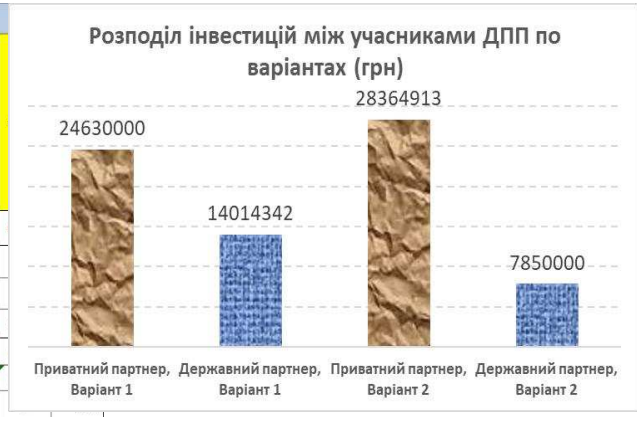 Розподіл інвестицій між учасниками ДПП по
варіантах (грн)
28364913
24630000
14014342
7850000
Приватний партнер, Державний партнер, Приватний партнер, Державний партнер,
Варіант 1 Варіант 1 Варіант 2 Варіант 2